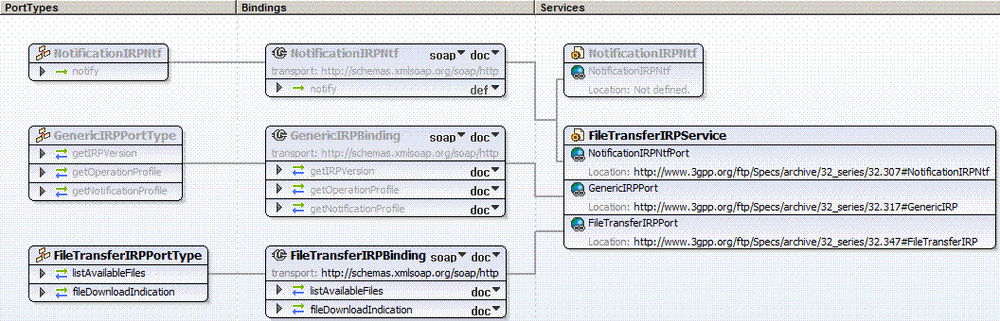 PortTypes
Bindings
Services
NotificationIRPNtf
notify
NotificationIRPNtf soap doc
transport: http://schemas.xmlsoap.org/soap/http
notify def
NotificationIRPNtf
NotificationIRPNtf
Location: Not defined.
GenericIRPPortType
getIRPVersion
getOperationProfile
getNotificationProfile
GenericIRPBinding soap doc
transport: http://schemas.xmlsoap.org/soap/http
getIRPVersion doc
getOperationProfile doc
getNotificationProfile doc
FileTransferIRPService
NotificationIRPNtfPort
Location: http://www.3gpp.org/ftp/Specs/archive/32_series/32.307#NotificationIRPNtf
GenericIRPPort
Location: http://www.3gpp.org/ftp/Specs/archive/32_series/32.317#GenericIRP
FileTransferIRPPort
Location: http://www.3gpp.org/ftp/Specs/archive/32_series/32.347#FileTransferIRP
FileTransferIRPPortType
listAvailableFiles
fileDownloadIndication
FileTransferIRPBinding soap doc
transport: http://schemas.xmlsoap.org/soap/http
listAvailableFiles doc
fileDownloadIndication doc